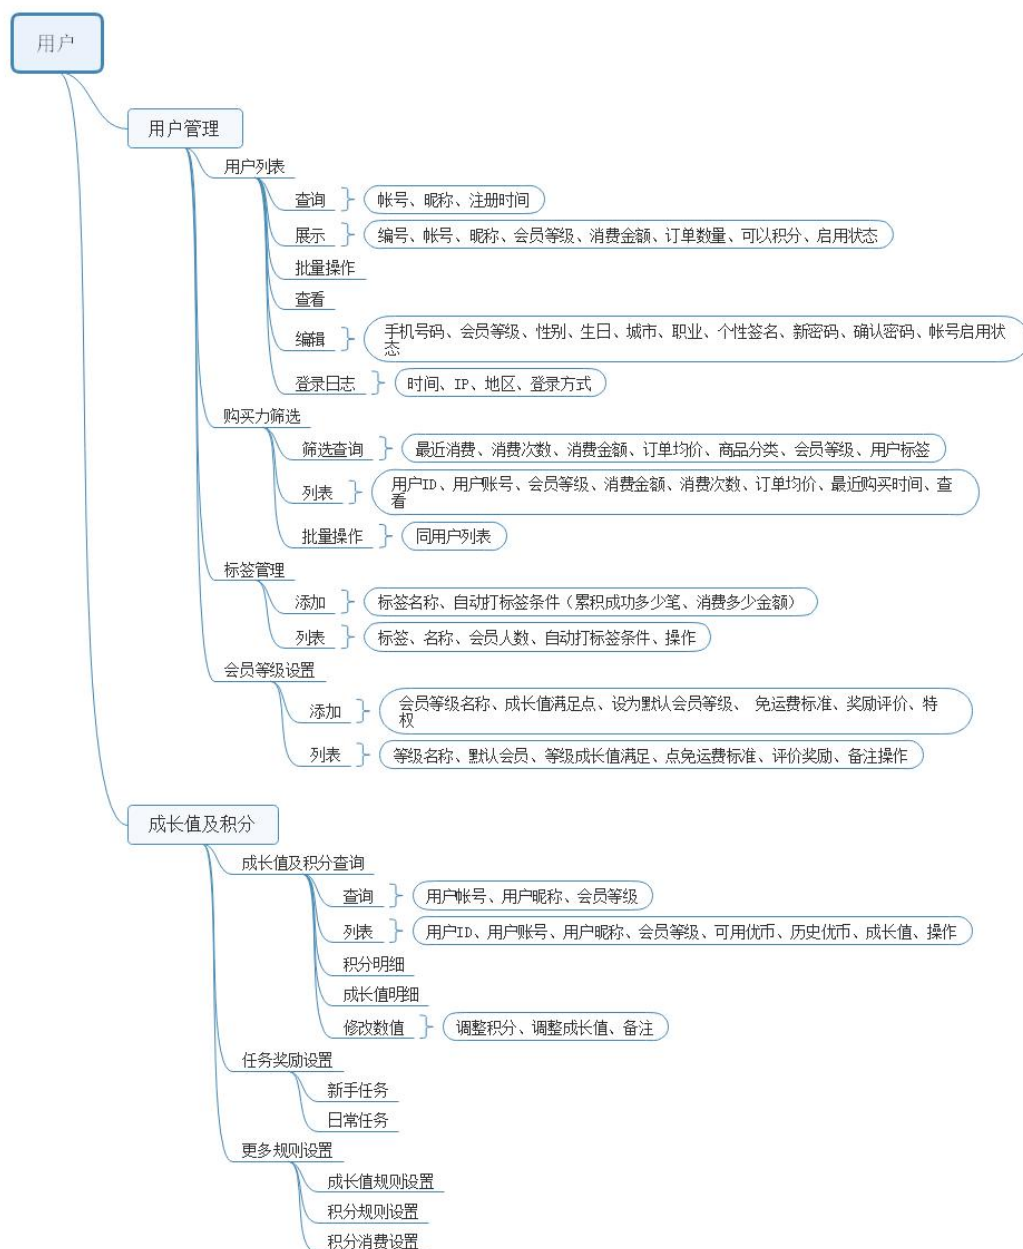 用户
用户管理
用户列表
查询
帐号、昵称、注册时间
展示
编号、帐号、昵称、会员等级、消费金额、订单数量、可以积分、启用状态
批量操作
查看
编辑
手机号码、会员等级、性别、生日、城市、职业、个性签名、新密码、确认密码、帐号启用状
态
登录日志
时间、IP、地区、登录方式
购买力筛选
筛选查询
最近消费、消费次数、消费金额、订单均价、商品分类、会员等级、用户标签
列表
用户ID、用户账号、会员等级、消费金额、消费次数、订单均价、最近购买时间、查
看
批量操作
同用户列表
标签管理
添加
标签名称、自动打标签条件（累积成功多少笔、消费多少金额）
列表
标签、名称、会员人数、自动打标签条件、操作
会员等级设置
添加
会员等级名称、成长值满足点、设为默认会员等级、 免运费标准、奖励评价、特
权
列表
等级名称、默认会员、等级成长值满足、点免运费标准、评价奖励、备注操作
成长值及积分
成长值及积分查询
查询
用户帐号、用户昵称、会员等级
列表
用户ID、用户账号、用户昵称、会员等级、可用优币、历史优币、成长值、操作
积分明细
成长值明细
修改数值
调整积分、调整成长值、备注
任务奖励设置
新手任务
日常任务
更多规则设置
成长值规则设置
积分规则设置
积分消费设置